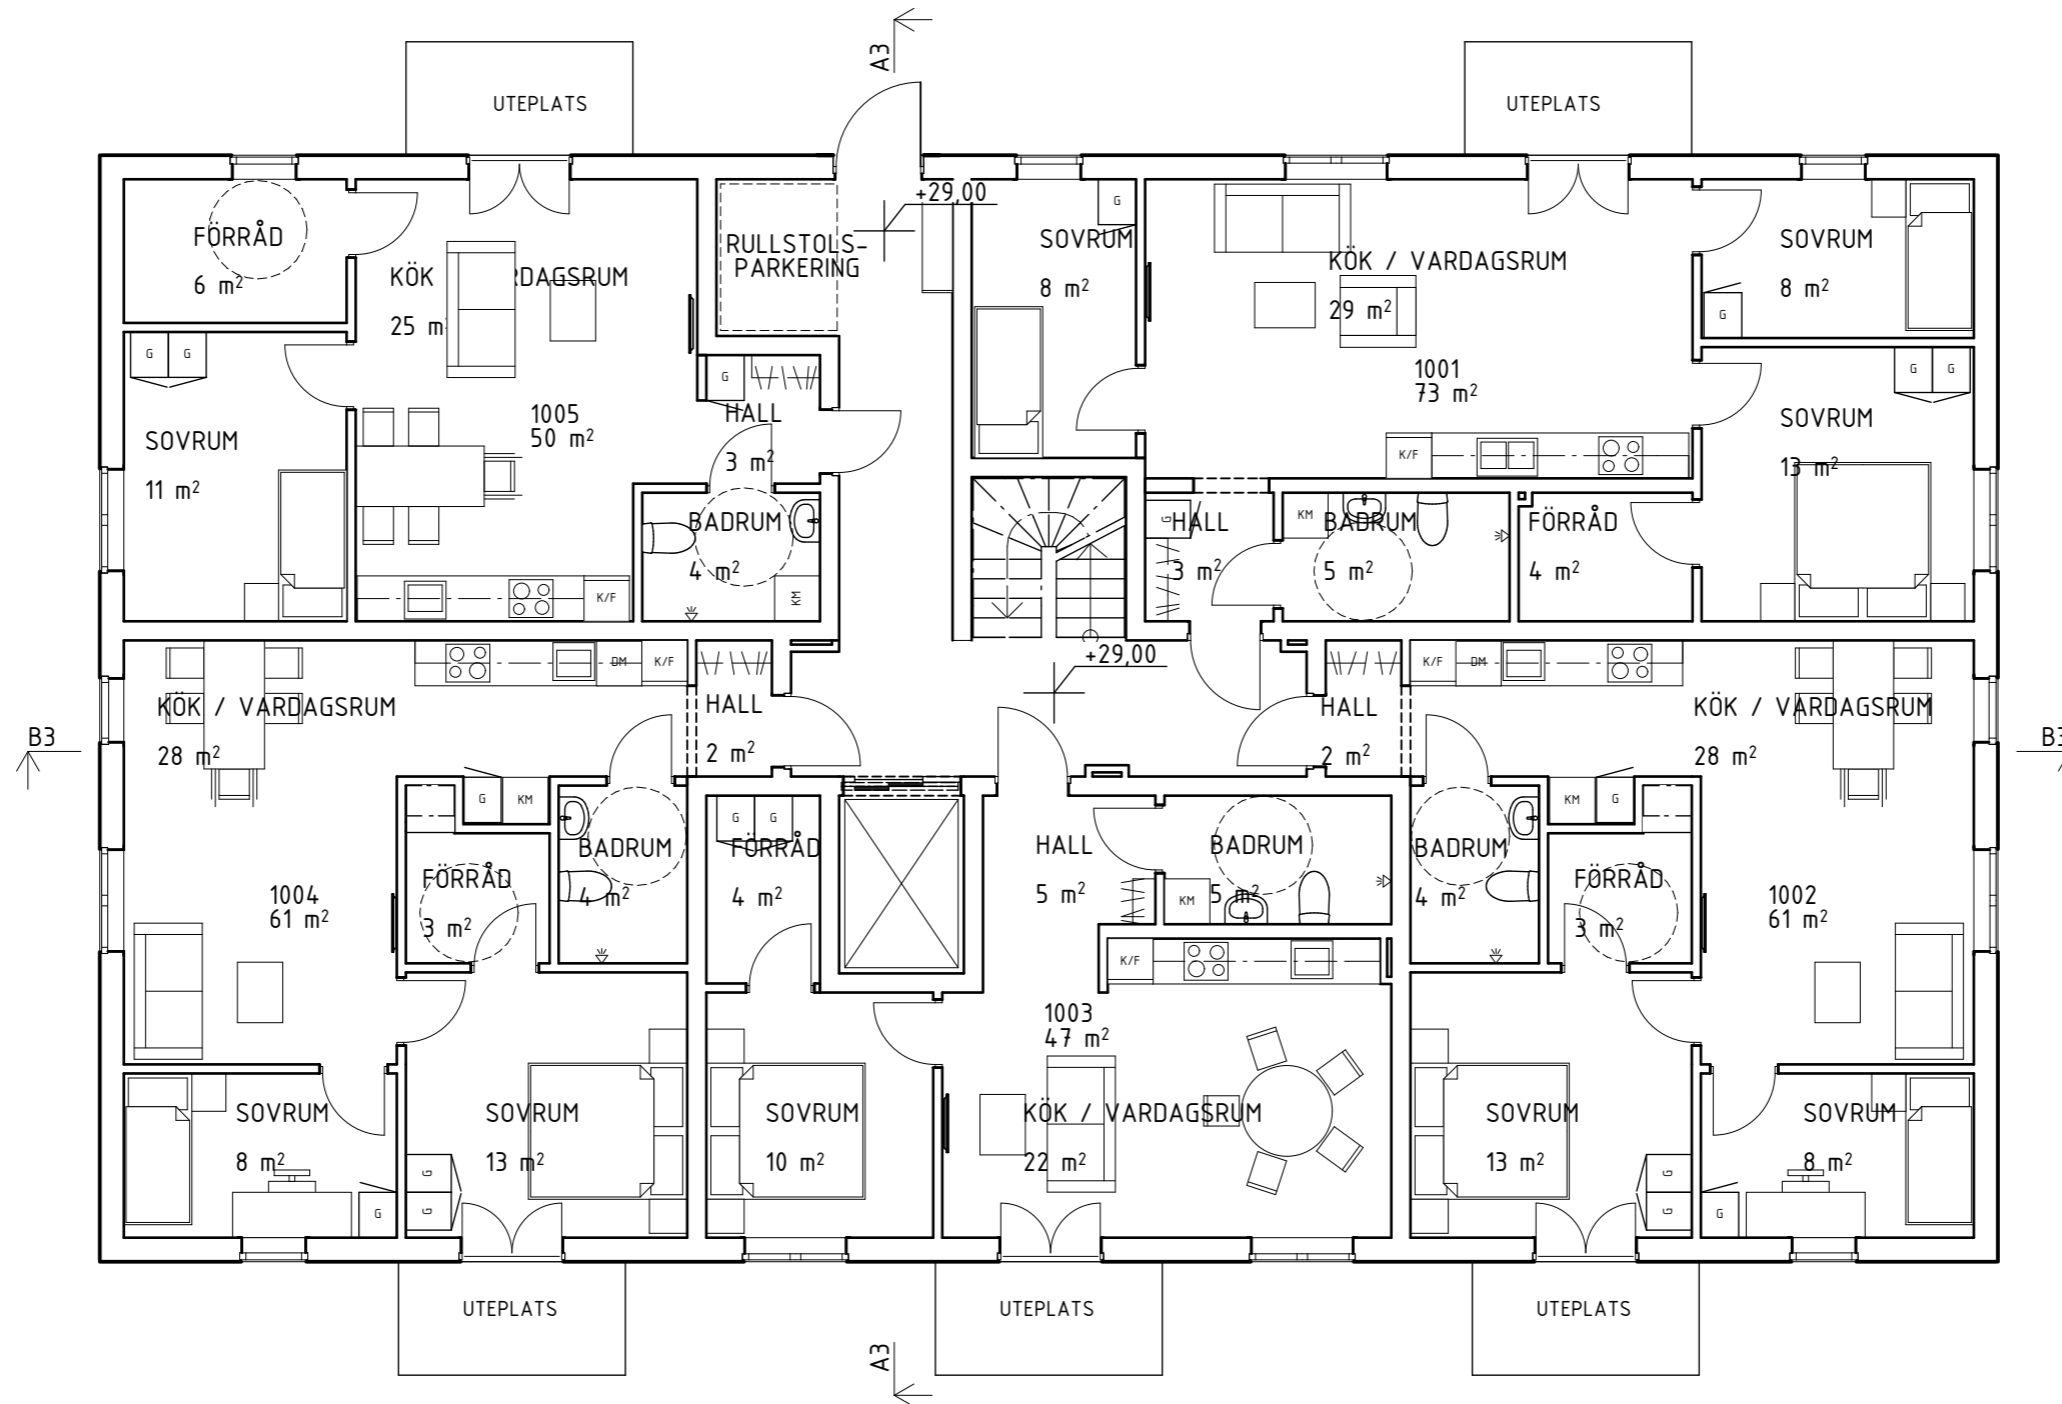 A3
UTEPLATS
UTEPLATS
+29,00
FÖRRÅD
6 m²
KÖK / VARDAGSRUM
25 m²
RULLSTOLS-
PARKERING
SOVRUM
8 m²
G
KÖK / VARDAGSRUM
29 m²
SOVRUM
8 m²
G
G
G
SOVRUM
11 m²
1005
50 m²
G
HALL
3 m²
1001
73 m²
K/F
G
G
SOVRUM
13 m²
BADRUM
4 m²
KM
K/F
G
HALL
3 m²
KM
BADRUM
5 m²
FÖRRÅD
4 m²
+29,00
DM
K/F
KÖK / VARDAGSRUM
28 m²
HALL
2 m²
HALL
2 m²
K/F
DM
KÖK / VARDAGSRUM
28 m²
B3
B3
G
KM
FÖRRÅD
3 m²
BADRUM
4 m²
G
G
FÖRRÅD
4 m²
HALL
5 m²
BADRUM
5 m²
KM
BADRUM
4 m²
KM
G
FÖRRÅD
3 m²
1004
61 m²
1002
61 m²
K/F
1003
47 m²
SOVRUM
8 m²
G
SOVRUM
13 m²
G
G
SOVRUM
10 m²
KÖK / VARDAGSRUM
22 m²
SOVRUM
13 m²
G
G
SOVRUM
8 m²
G
UTEPLATS
UTEPLATS
UTEPLATS
A3